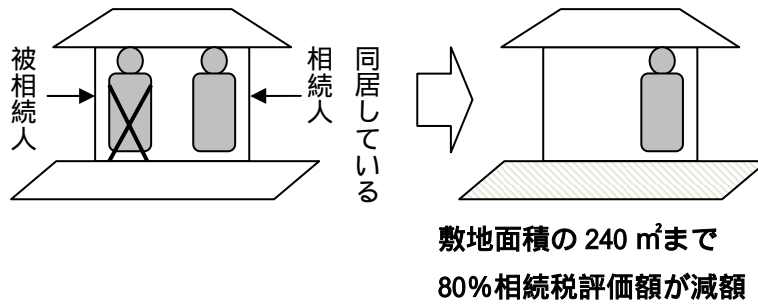 被相続人
相続人
同居している
敷地面積の 240 ㎡まで
80%相続税評価額が減額